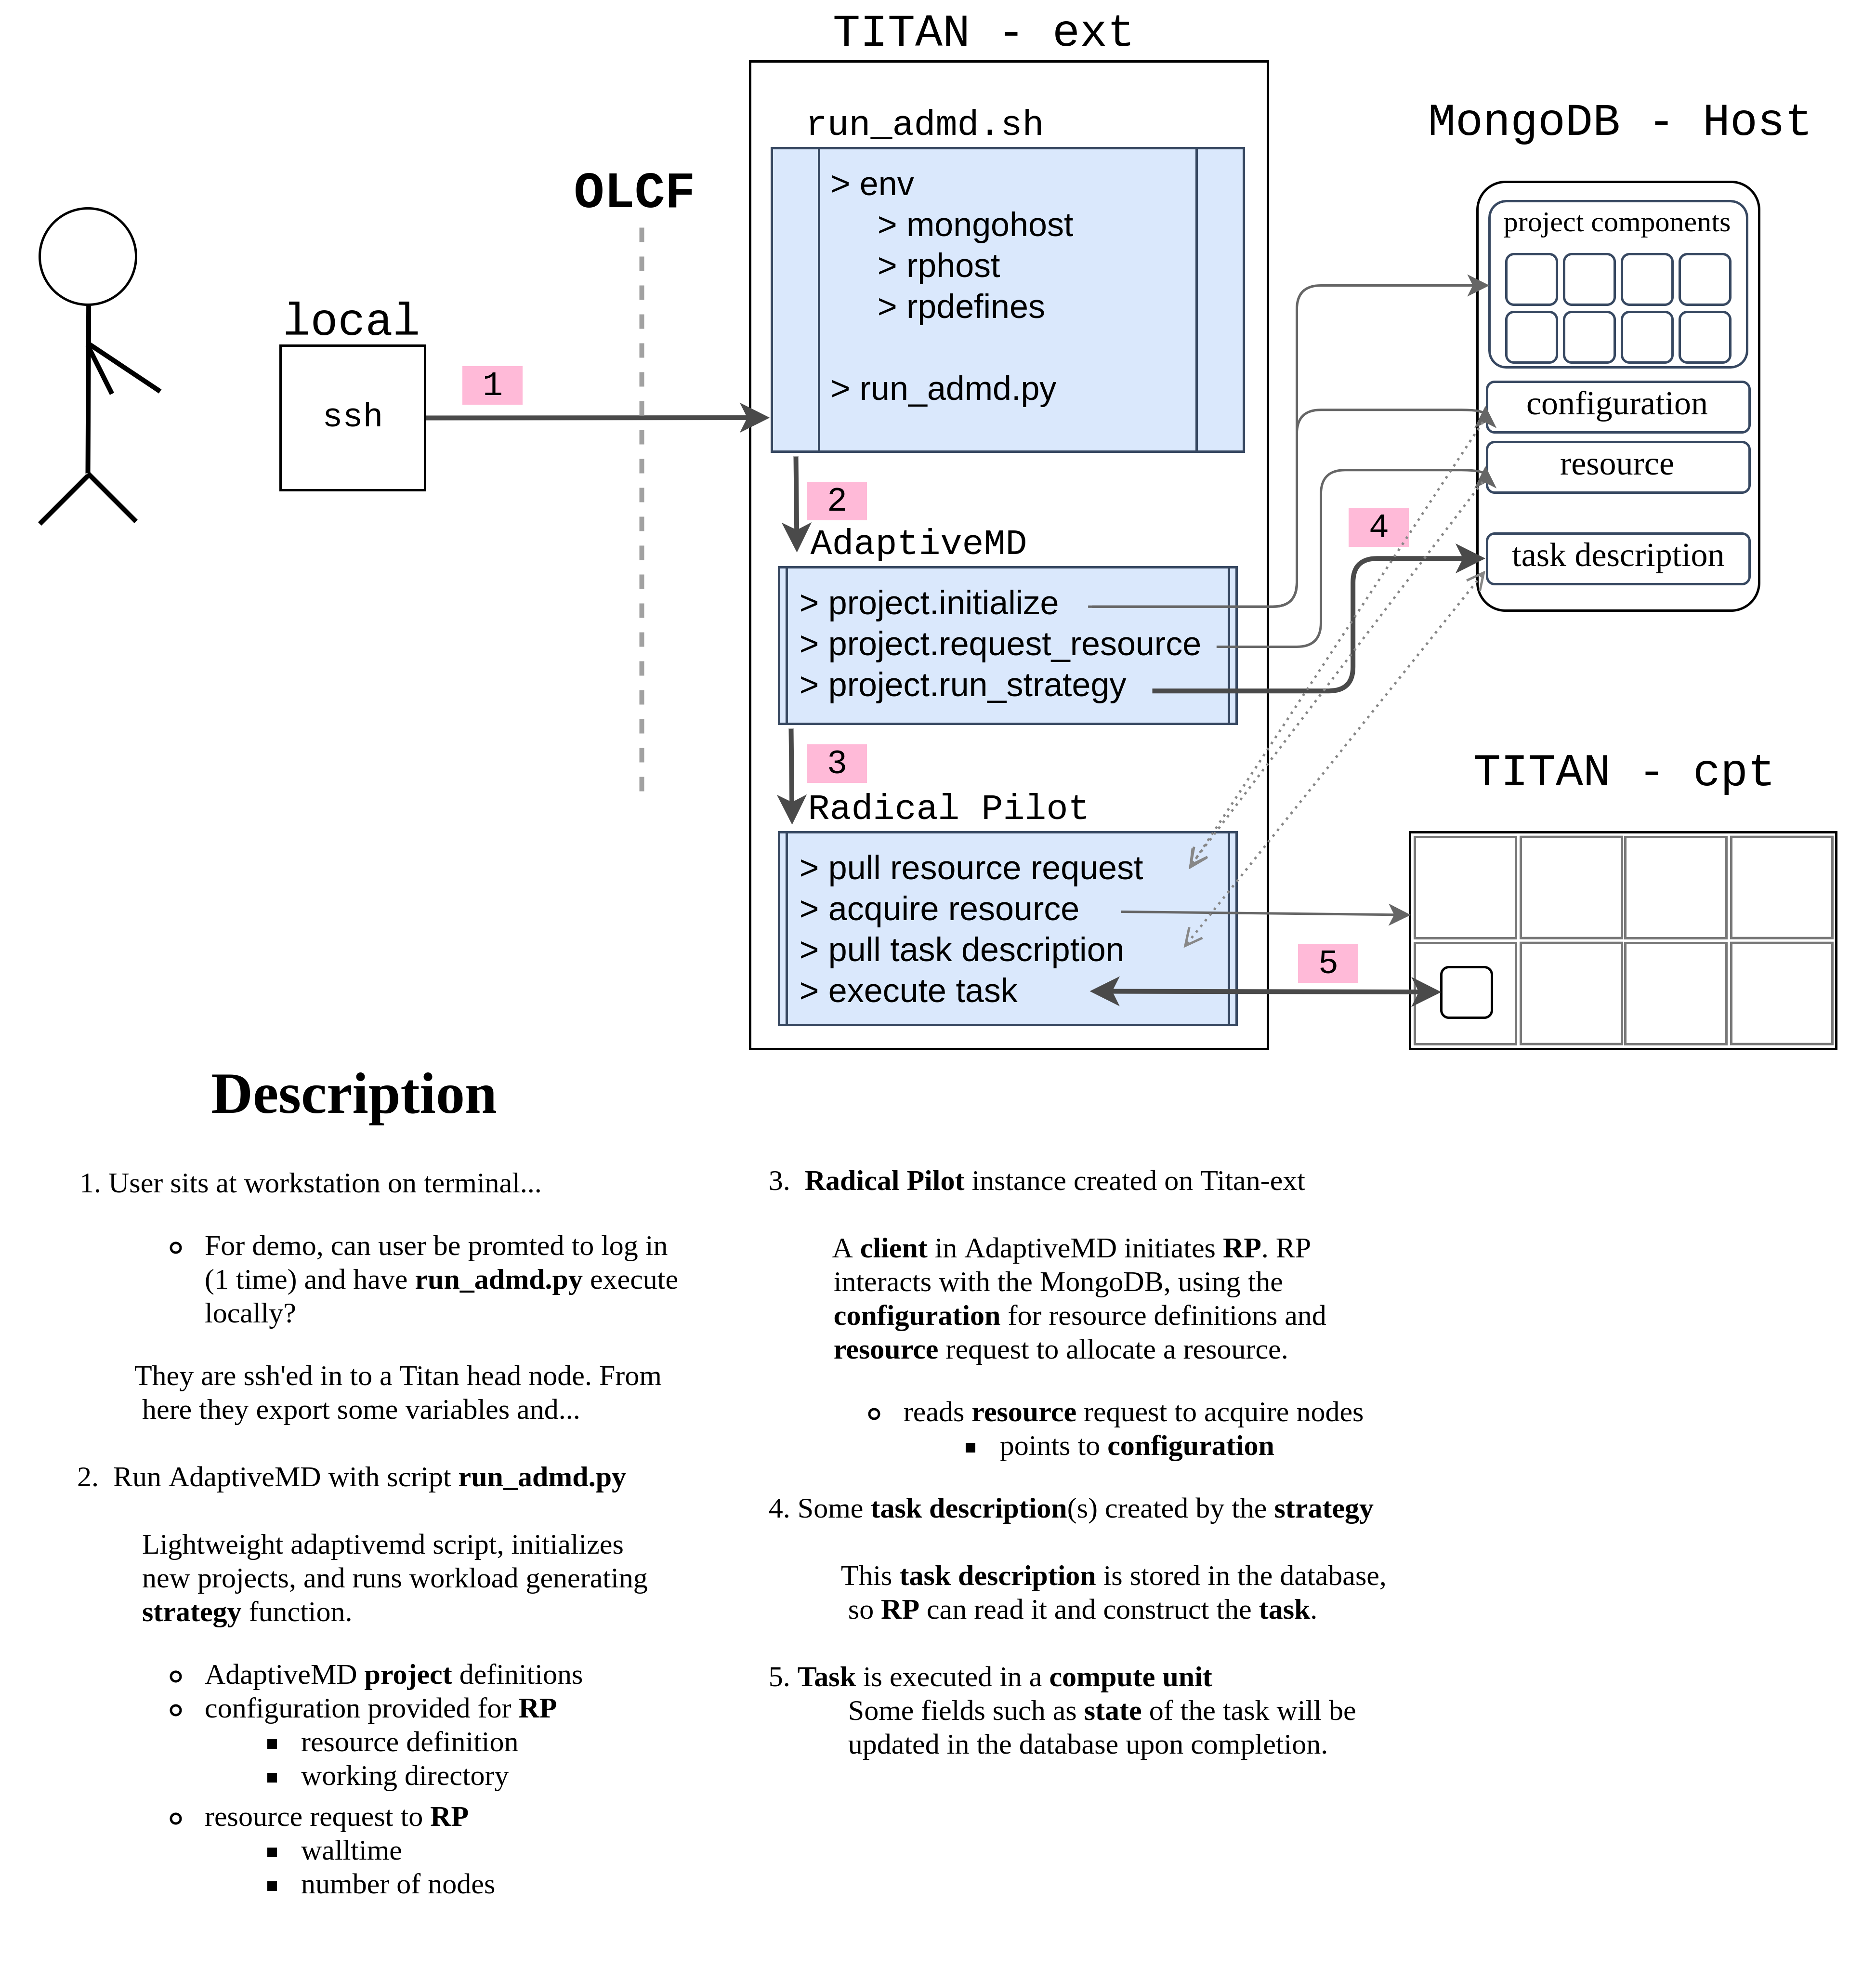 TITAN - ext
run_admd.sh
> env
> mongohost
> rphost
> rpdefines
> run_admd.py
OLCF
local
ssh
1
2
AdaptiveMD
> project.initialize
> project.request_resource
> project.run_strategy
3
Radical Pilot
> pull resource request
> acquire resource
> pull task description
> execute task
MongoDB - Host
project components
configuration
resource
4
task description
TITAN - cpt
5
Description
1. User sits at workstation on terminal...
For demo, can user be promted to log in
(1 time) and have run_admd.py execute
locally?
They are ssh'ed in to a Titan head node. From
here they export some variables and...
2. Run AdaptiveMD with script run_admd.py
Lightweight adaptivemd script, initializes
new projects, and runs workload generating
strategy function.
AdaptiveMD project definitions
configuration provided for RP
resource definition
working directory
resource request to RP
walltime
number of nodes
3. Radical Pilot instance created on Titan-ext
A client in AdaptiveMD initiates RP. RP
interacts with the MongoDB, using the
configuration for resource definitions and
resource request to allocate a resource.
reads resource request to acquire nodes
points to configuration
4. Some task description(s) created by the strategy
This task description is stored in the database,
so RP can read it and construct the task.
5. Task is executed in a compute unit
Some fields such as state of the task will be
updated in the database upon completion.